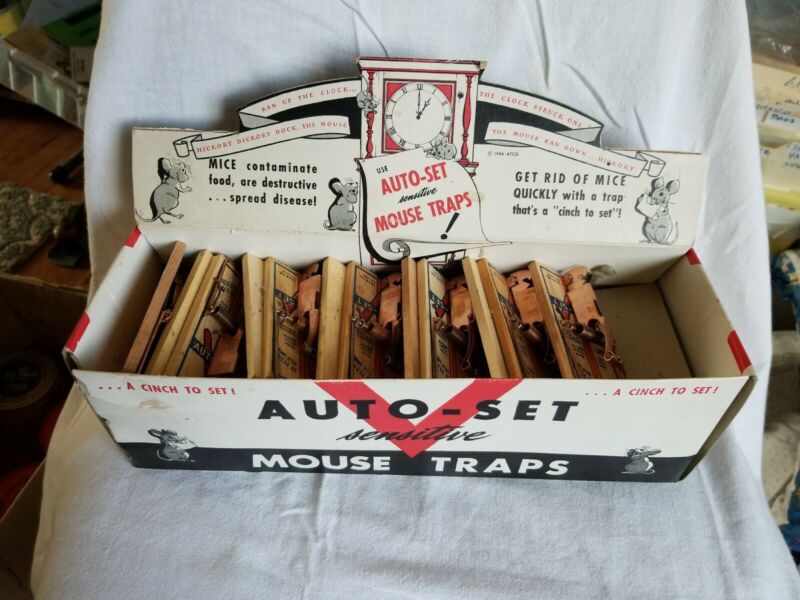 RAN UP THE CLOCK...
THE CLOCK STRUCK ONE
HICKORY DICKORY DOCK, THE MOUSE
THE MOUSE RAN DOWN...HICKORY
MICE contaminate
food, are destructive
...spread disease!
USE
AUTO-SET
sensitive
MOUSE TRAPS!
© 1946 ATCO
GET RID OF MICE
QUICKLY with a trap
that's a "cinch to set"!
...A CINCH TO SET!
...A CINCH TO SET!
AUTO-SET
sensitive
MOUSE TRAPS